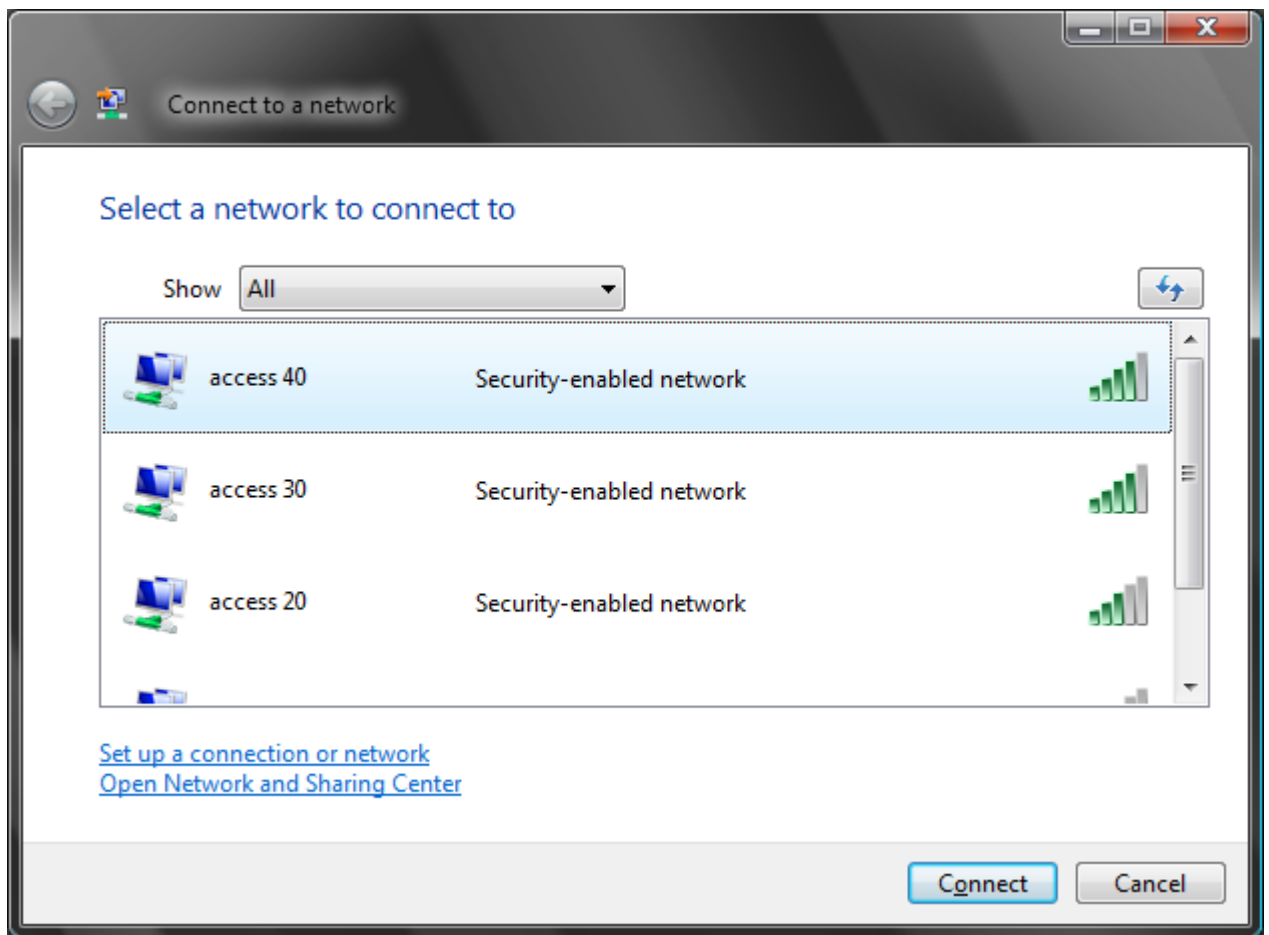 Connect to a network
Select a network to connect to
Show All
access 40 Security-enabled network
access 30 Security-enabled network
access 20 Security-enabled network
Set up a connection or network
Open Network and Sharing Center
Connect Cancel